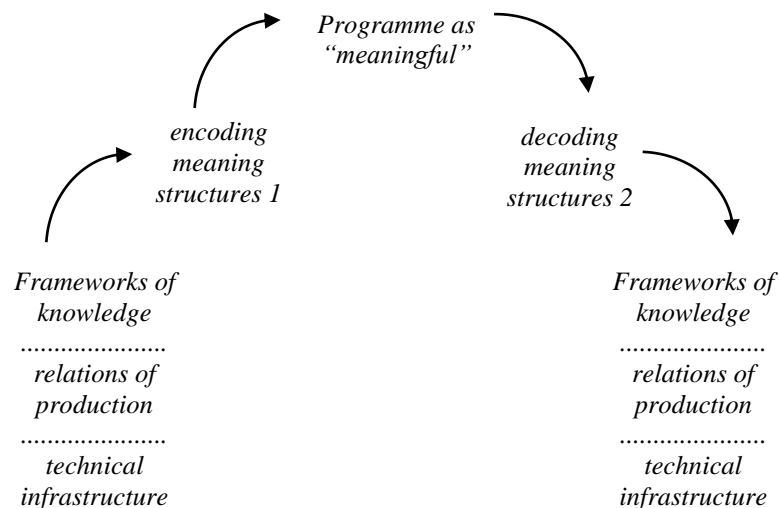 Programme as
“meaningful”
encoding
meaning
structures 1
decoding
meaning
structures 2
Frameworks of
knowledge
......................
relations of
production
......................
technical
infrastructure
Frameworks of
knowledge
......................
relations of
production
......................
technical
infrastructure